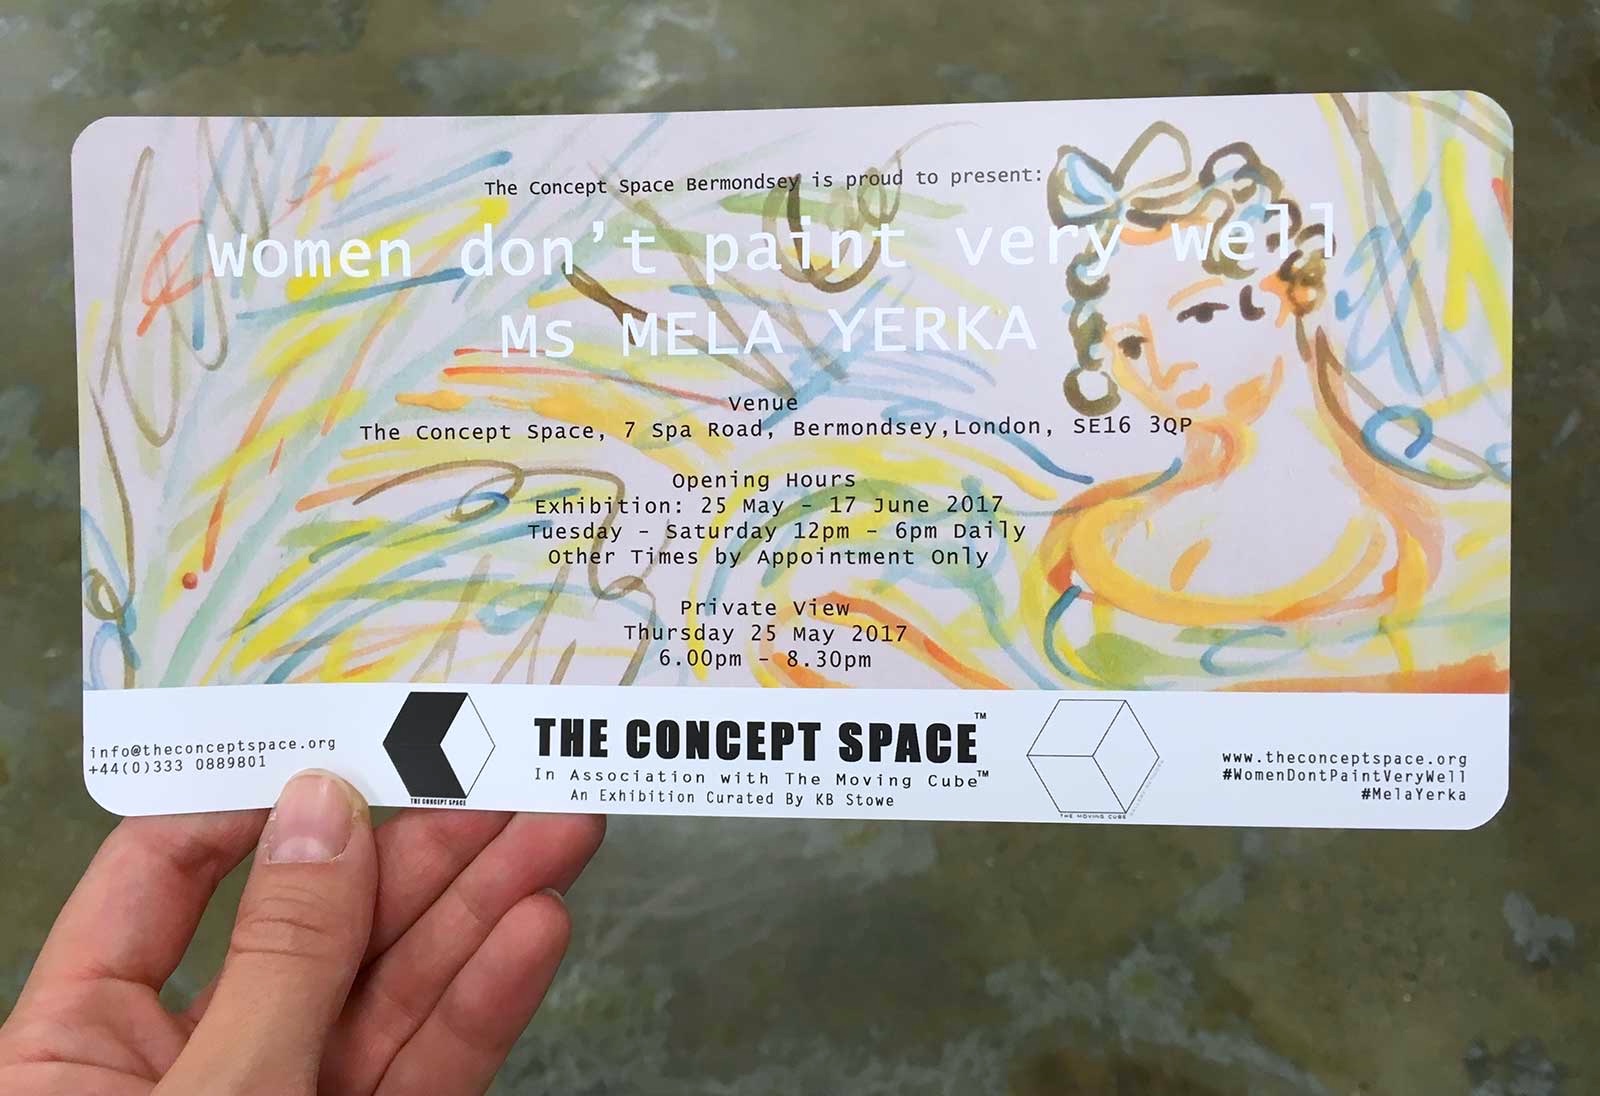 The Concept Space Bermondsey is proud to present:
Women don't paint very well
Ms MELA YERKA
Venue
The Concept Space, 7 Spa Road, Bermondsey,London, SE16 3QP
Opening Hours
Exhibition: 25 May – 17 June 2017
Tuesday – Saturday 12pm – 6pm Daily
Other Times by Appointment Only
Private View
Thursday 25 May 2017
6.00pm – 8.30pm
info@theconceptspace.org
+44(0)333 0889801
THE CONCEPT SPACE
THE CONCEPT SPACE™
In Association with The Moving Cube™
An Exhibition Curated By KB Stowe
THE MOVING CUBE
www.theconceptspace.org
#WomenDontPaintVeryWell
#MelaYerka